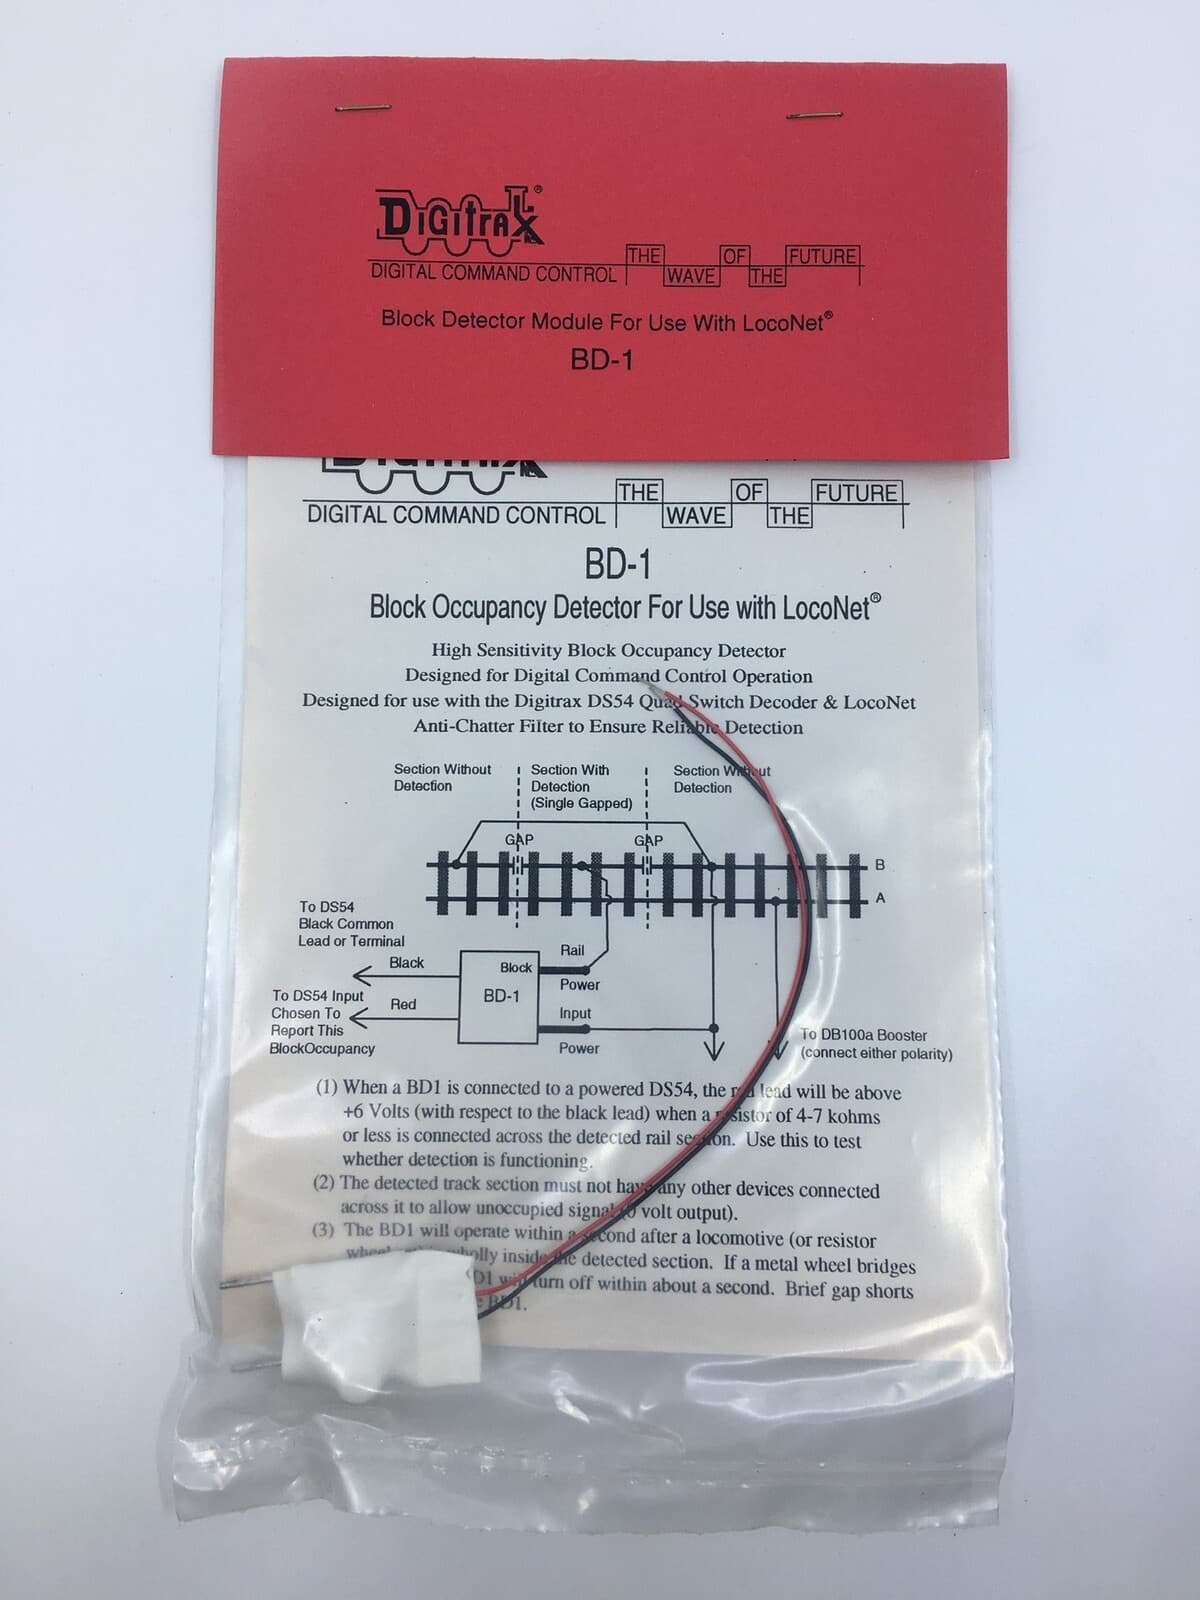 DiGitrAX®
DIGITAL COMMAND CONTROL THE WAVE OF THE FUTURE
Block Detector Module For Use With LocoNet®
BD-1
DIGITAL COMMAND CONTROL THE WAVE OF THE FUTURE
BD-1
Block Occupancy Detector For Use with LocoNet®
High Sensitivity Block Occupancy Detector
Designed for Digital Command Control Operation
Designed for use with the Digitrax DS54 Quad Switch Decoder & LocoNet
Anti-Chatter Filter to Ensure Reliable Detection
Section Without Detection
Section With Detection (Single Gapped)
Section Without Detection
GAP
GAP
B
A
To DS54
Black Common
Lead or Terminal
Black
To DS54 Input
Chosen To
Report This
BlockOccupancy
Red
Block
BD-1
Rail
Power
Input
Power
To DB100a Booster
(connect either polarity)
(1) When a BD1 is connected to a powered DS54, the red lead will be above
+6 Volts (with respect to the black lead) when a resistor of 4-7 kohms
or less is connected across the detected rail section. Use this to test
whether detection is functioning.
(2) The detected track section must not have any other devices connected
across it to allow unoccupied signal (0 volt output).
(3) The BD1 will operate within a second after a locomotive (or resistor
wholly inside the detected section. If a metal wheel bridges
BD1 will turn off within about a second. Brief gap shorts
BD1.